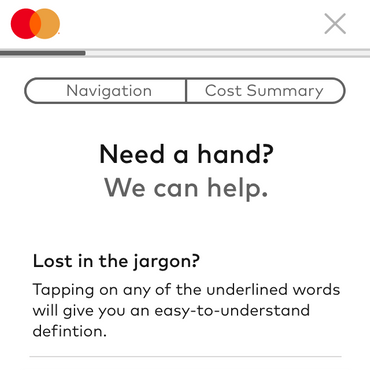 Navigation
Cost Summary
Need a hand?
We can help.
Lost in the jargon?
Tapping on any of the underlined words
will give you an easy-to-understand
defintion.